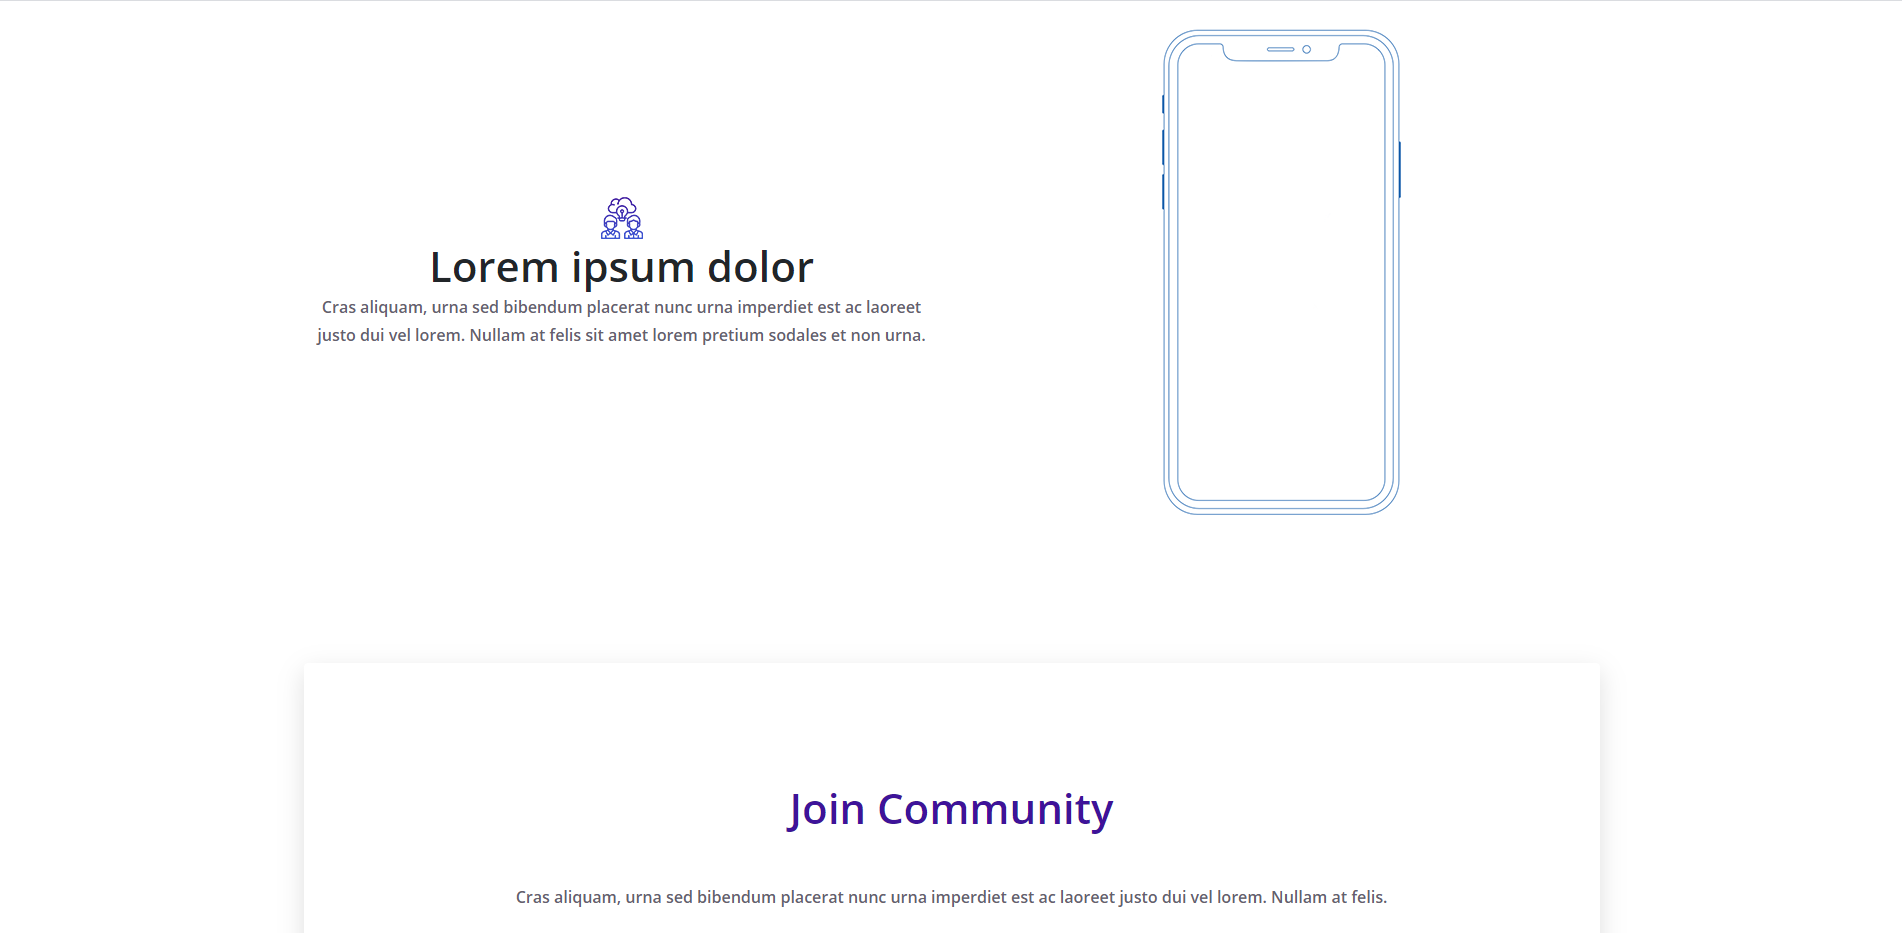 Lorem ipsum dolor
Cras aliquam, urna sed bibendum placerat nunc urna imperdiet est ac laoreet
justo dui vel lorem. Nullam at felis sit amet lorem pretium sodales et non urna.
Join Community
Cras aliquam, urna sed bibendum placerat nunc urna imperdiet est ac laoreet justo dui vel lorem. Nullam at felis.